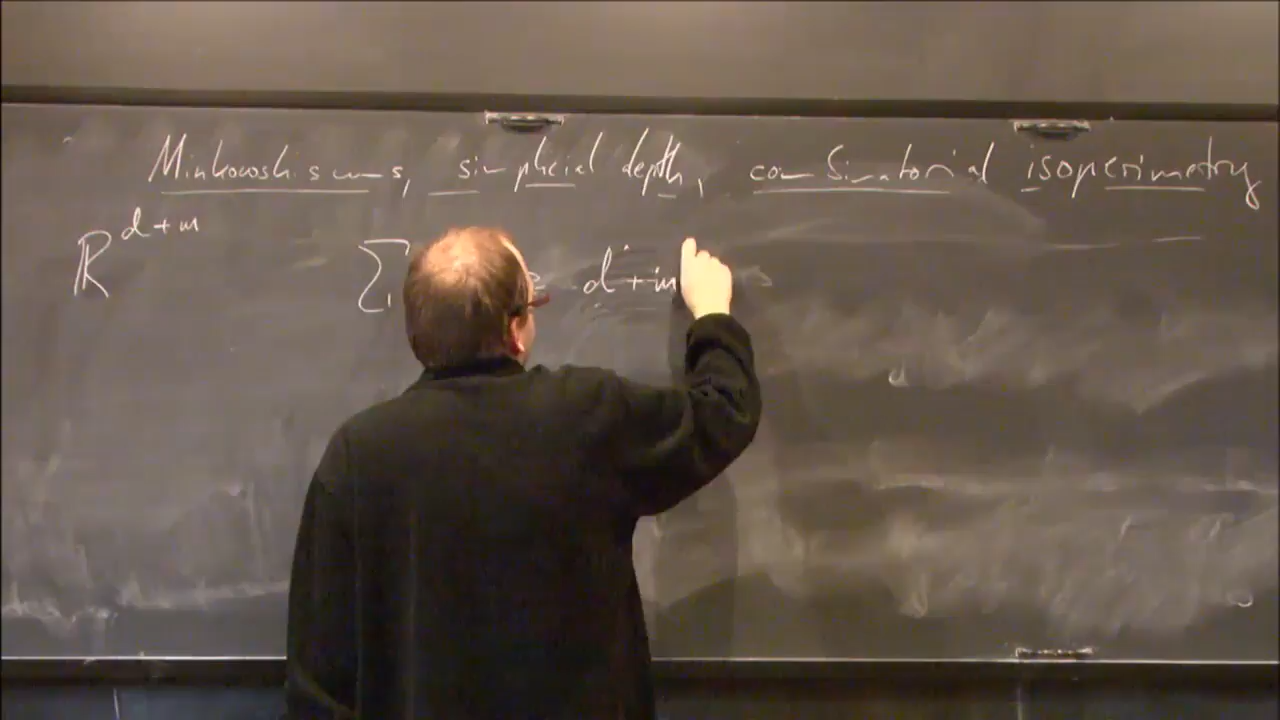 Minkowski sums, simplicial depth, combinatorial isoperimetry
ℝ^{d+m} ∑ d+m